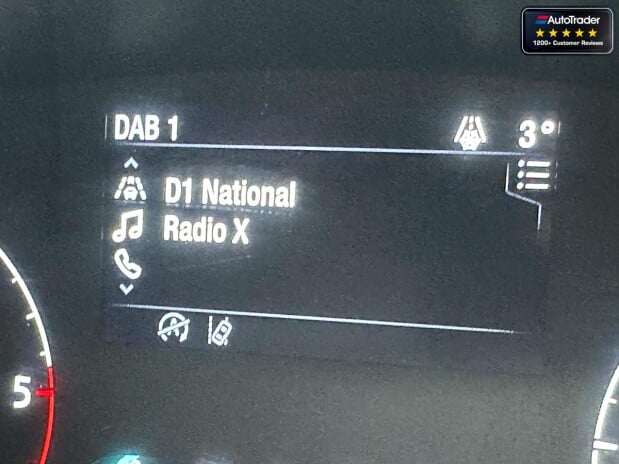 AutoTrader
1200+ Customer Reviews
DAB 1
3°
D1 National
Radio X
A
5